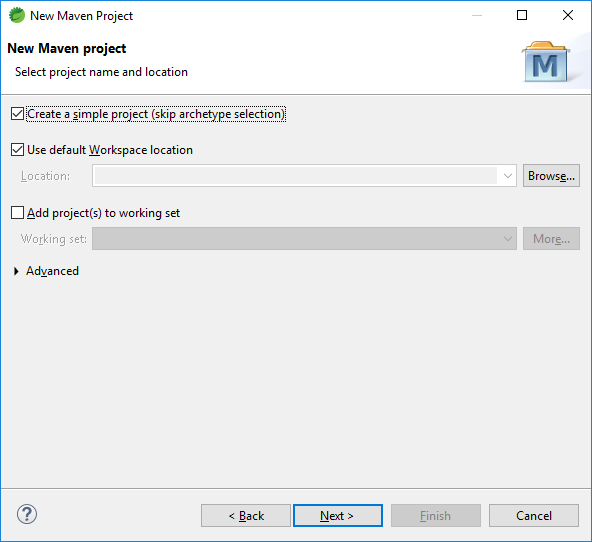 New Maven Project
New Maven project
Select project name and location
M
Create a simple project (skip archetype selection)
Use default Workspace location
Location:
Browse...
Add project(s) to working set
Working set:
More...
Advanced
?
< Back
Next >
Finish
Cancel